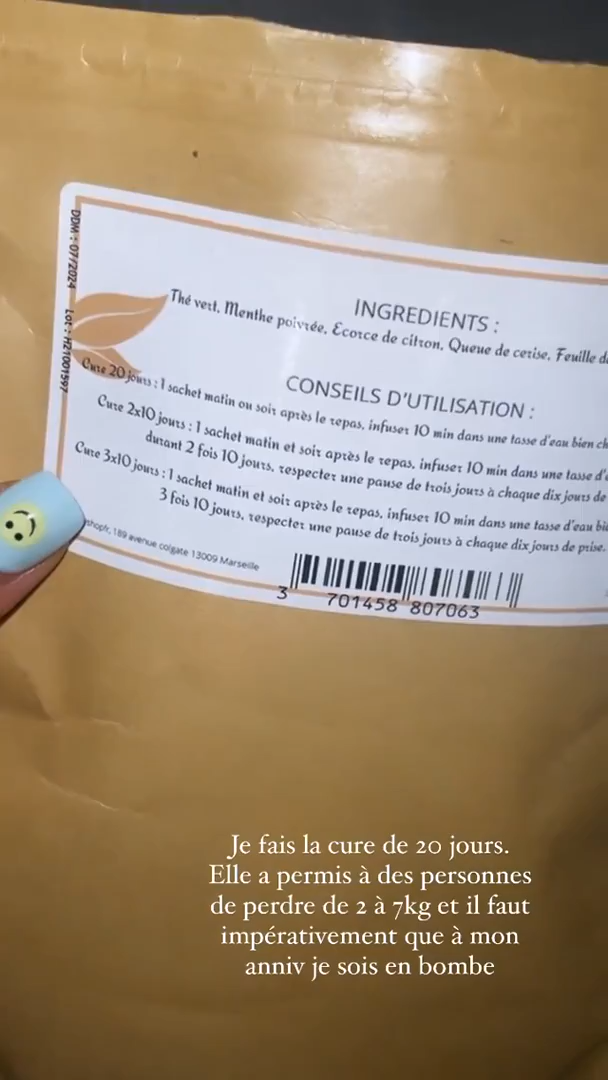 DDM : 07/2024 Lot : H21001597
INGREDIENTS :
Thé vert, Menthe poivrée, Ecorce de citron, Queue de cerise, Feuille
CONSEILS D'UTILISATION :
Cure 20 jours : 1 sachet matin ou soir après le repas, infuser 10 min dans une tasse d'eau bien
Cure 2x10 jours : 1 sachet matin et soir après le repas, infuser 10 min dans une tasse
durant 2 fois 10 jours, respecter une pause de trois jours à chaque dix jours de
Cure 3x10 jours : 1 sachet matin et soir après le repas, infuser 10 min dans une tasse d'eau
3 fois 10 jours, respecter une pause de trois jours à chaque dix jours de prise.
189 avenue colgate 13009 Marseille
3 701458 807063
Je fais la cure de 20 jours.
Elle a permis à des personnes
de perdre de 2 à 7kg et il faut
impérativement que à mon
anniv je sois en bombe